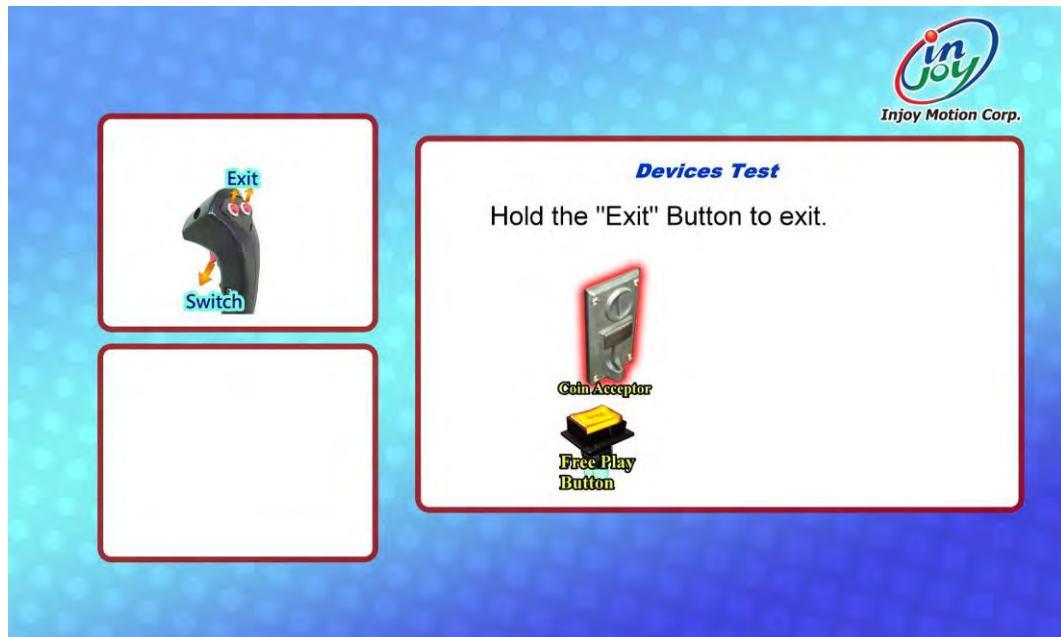 in
joy
Injoy Motion Corp.
Exit
Switch
Devices Test
Hold the "Exit" Button to exit.
Coin Acceptor
Free Play
Button